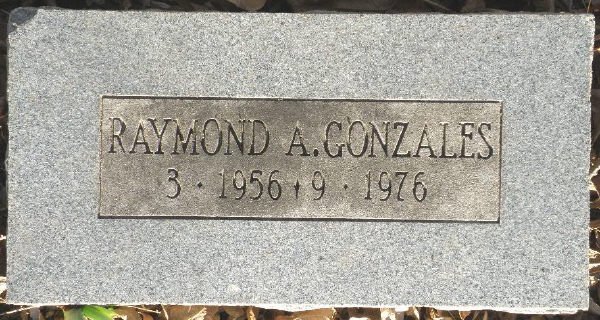 RAYMOND A. GONZALES
3 · 1956 ♦ 9 · 1976